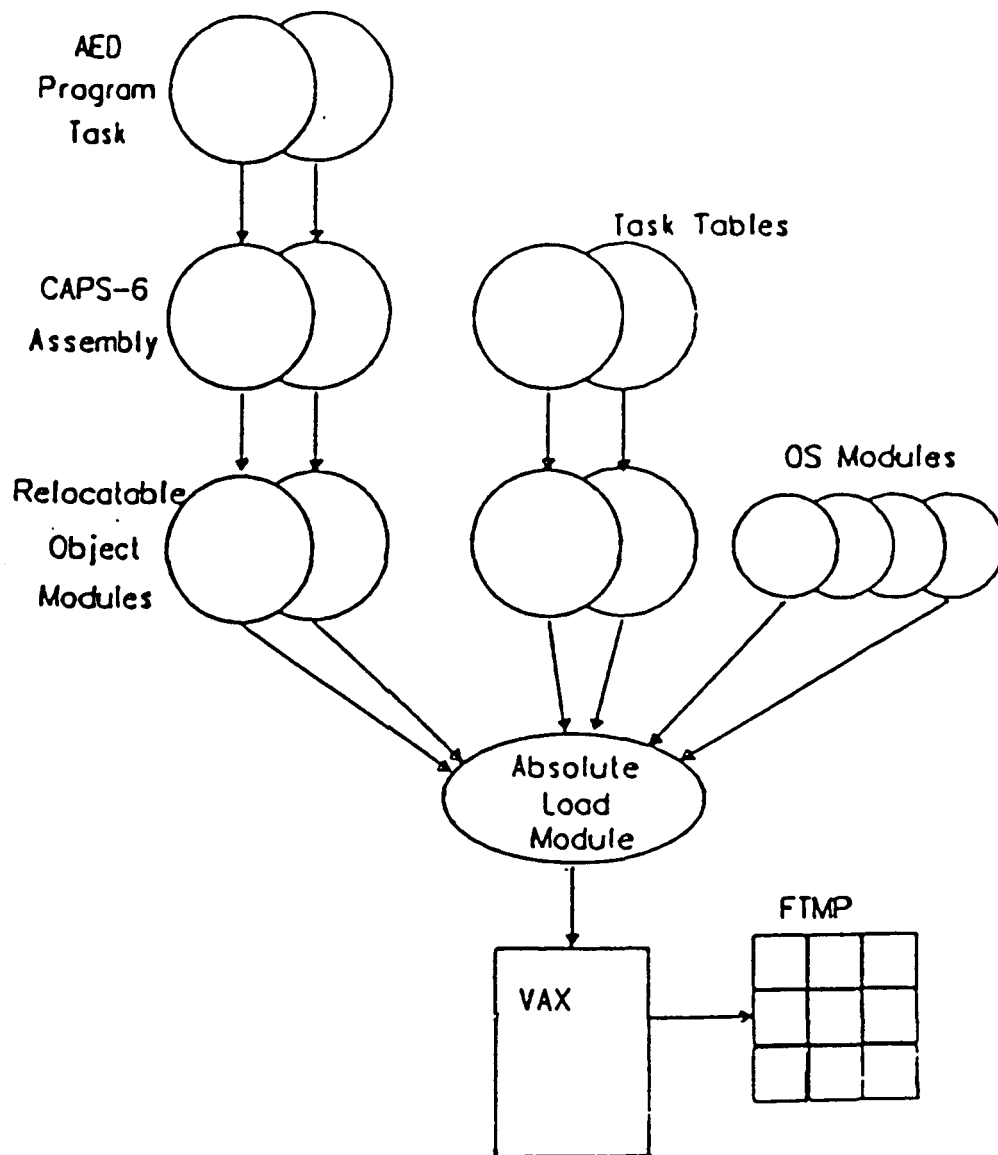 AED
Program
Task
Task Tables
CAPS-6
Assembly
OS Modules
Relocatable
Object
Modules
Absolute
Load
Module
FTMP
VAX